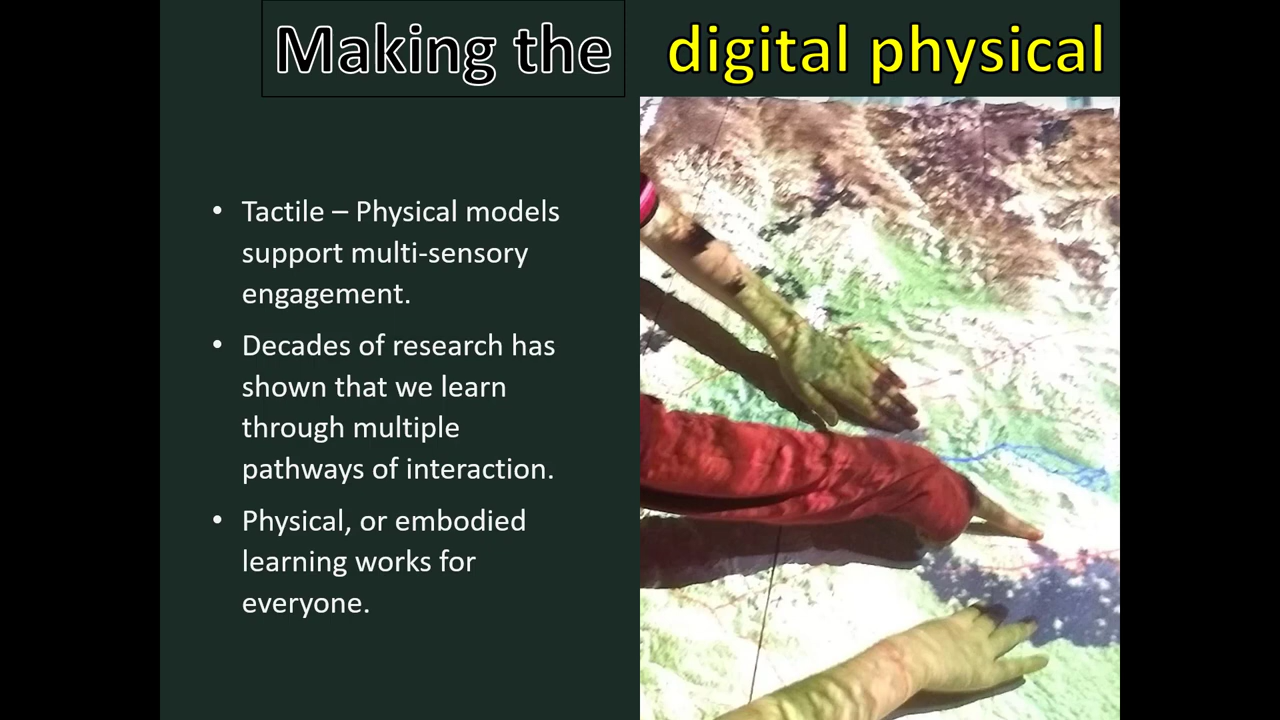 Making the digital physical
• Tactile – Physical models
support multi-sensory
engagement.
• Decades of research has
shown that we learn
through multiple
pathways of interaction.
• Physical, or embodied
learning works for
everyone.